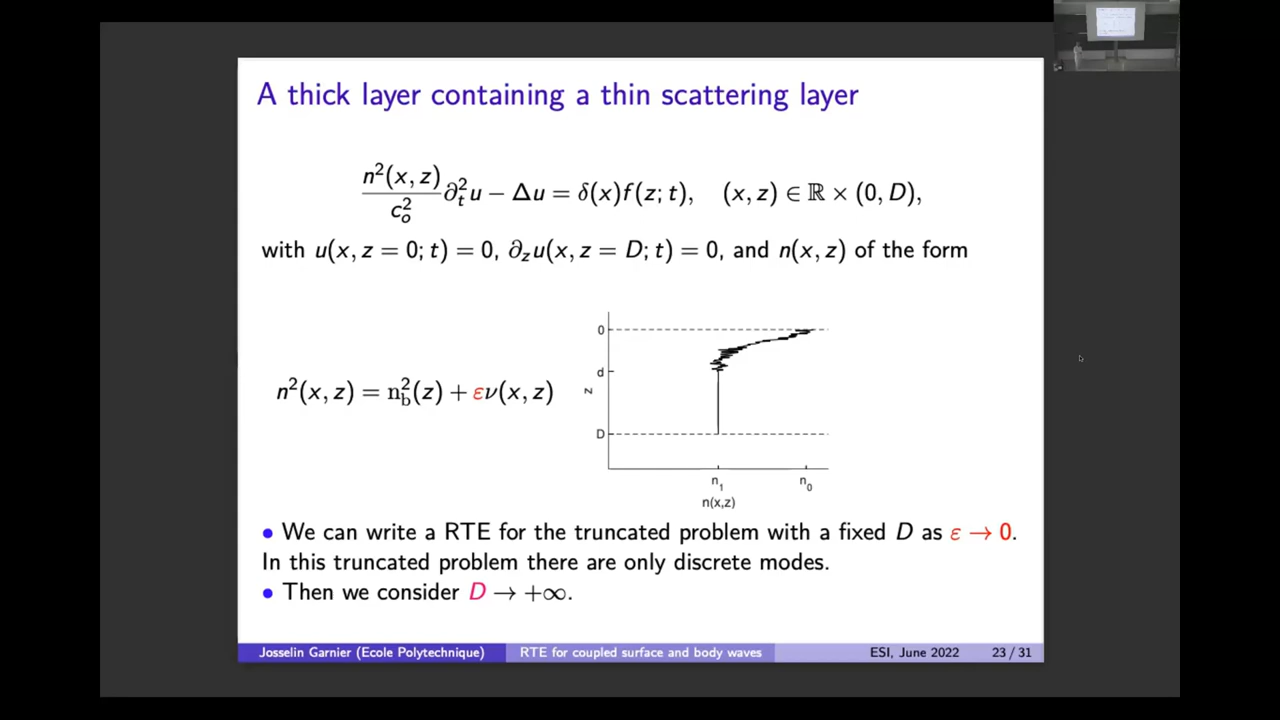 A thick layer containing a thin scattering layer
n²(x, z)/c_o² ∂_t² u − Δu = δ(x)f(z; t), (x, z) ∈ ℝ × (0, D),
with u(x, z = 0; t) = 0, ∂_z u(x, z = D; t) = 0, and n(x, z) of the form
n²(x, z) = n_b²(z) + εν(x, z)
0
d
z
D
n₁ n₀
n(x,z)
• We can write a RTE for the truncated problem with a fixed D as ε → 0.
In this truncated problem there are only discrete modes.
• Then we consider D → +∞.
Josselin Garnier (Ecole Polytechnique) RTE for coupled surface and body waves ESI, June 2022 23 / 31